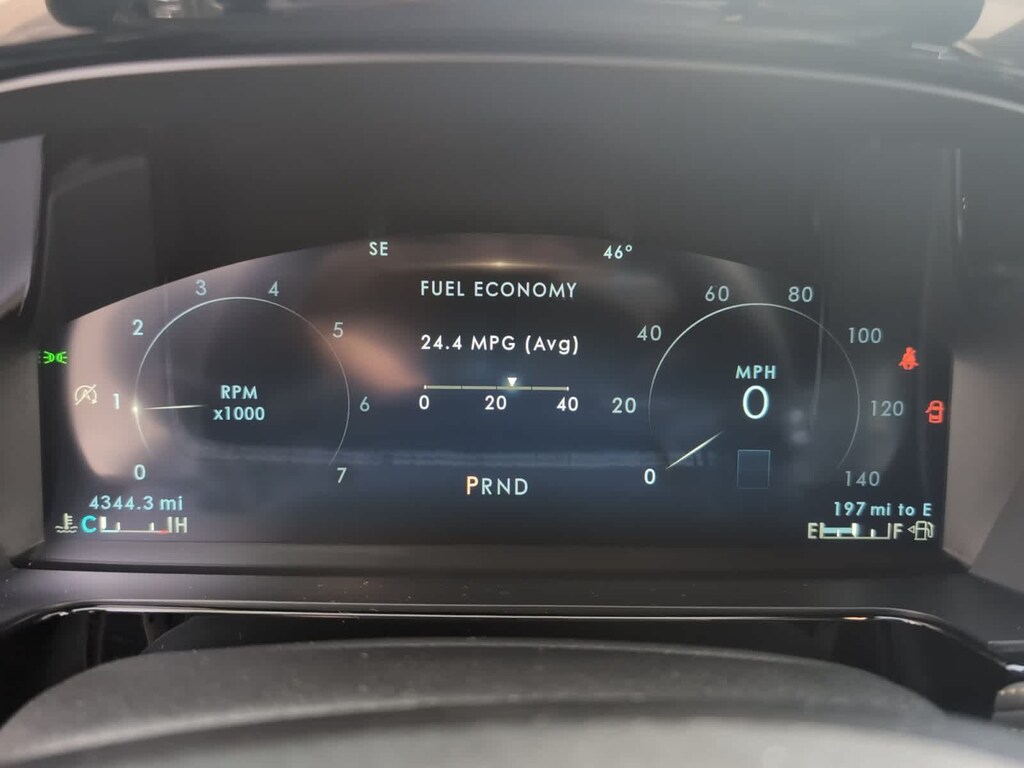 SE 46°
FUEL ECONOMY
24.4 MPG (Avg)
0 20 40
0 1 2 3 4 5 6 7
RPM
x1000
0 20 40 60 80 100 120 140
MPH
0
PRND
4344.3 mi
C H
197 mi to E
E F